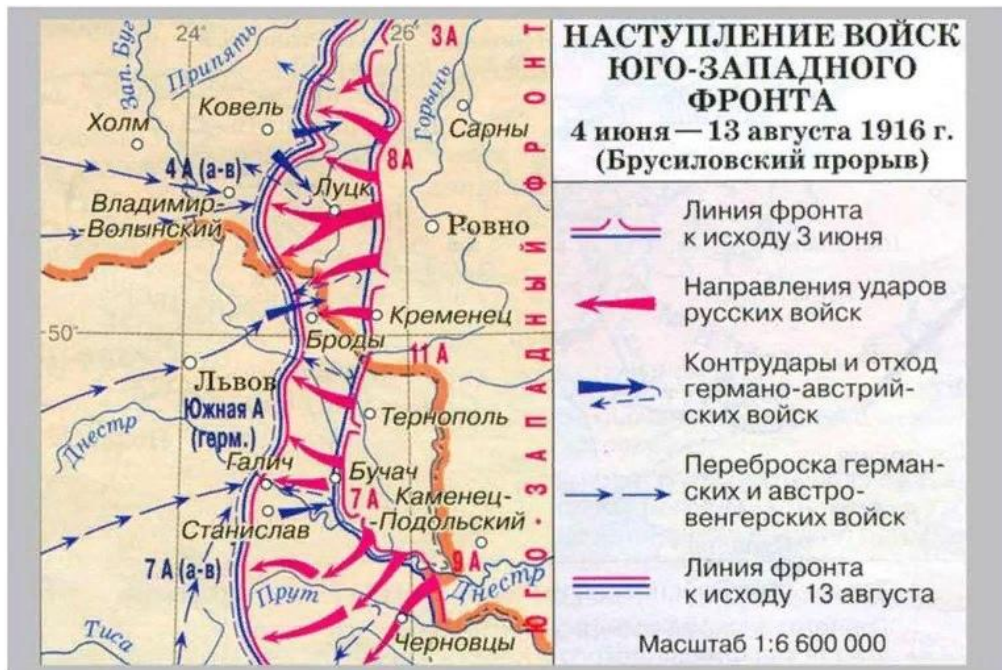 НАСТУПЛЕНИЕ ВОЙСК
ЮГО-ЗАПАДНОГО
ФРОНТА
4 июня — 13 августа 1916 г.
(Брусиловский прорыв)
Линия фронта
к исходу 3 июня
Направления ударов
русских войск
Контрудары и отход
германо-австрий-
ских войск
Переброска герман-
ских и австро-
венгерских войск
Линия фронта
к исходу 13 августа
Масштаб 1:6 600 000
24°
26°
3А
Зап. Буг
Припять
Ковель
Горынь
Холм
Сарны
8А
4 А (а-в)
Луцк
Владимир-
-Волынский
Ровно
50°
Кременец
Броды
11 А
Львов
Южная А
(герм.)
Днестр
Тернополь
Галич
Бучач
7 А
Каменец-
-Подольский
Станислав
7 А (а-в)
9 А
Днестр
Прут
Тиса
Черновцы
ЮГО-ЗАПАДНЫЙ ФРОНТ